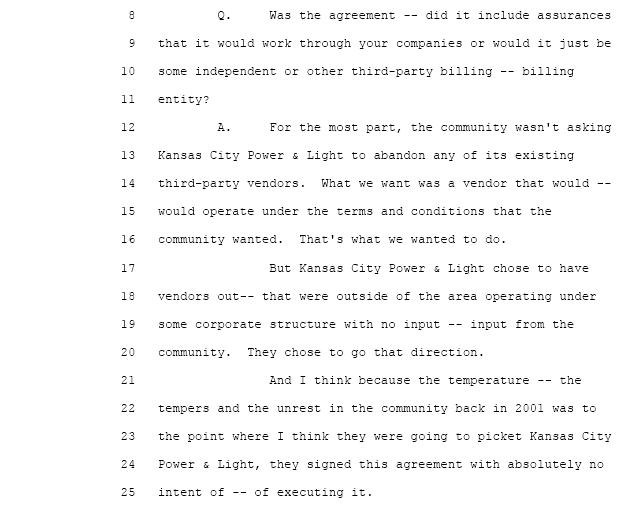 8 Q. Was the agreement -- did it include assurances
9 that it would work through your companies or would it just be
10 some independent or other third-party billing -- billing
11 entity?
12 A. For the most part, the community wasn't asking
13 Kansas City Power & Light to abandon any of its existing
14 third-party vendors. What we want was a vendor that would --
15 would operate under the terms and conditions that the
16 community wanted. That's what we wanted to do.
17 But Kansas City Power & Light chose to have
18 vendors out-- that were outside of the area operating under
19 some corporate structure with no input -- input from the
20 community. They chose to go that direction.
21 And I think because the temperature -- the
22 tempers and the unrest in the community back in 2001 was to
23 the point where I think they were going to picket Kansas City
24 Power & Light, they signed this agreement with absolutely no
25 intent of -- of executing it.